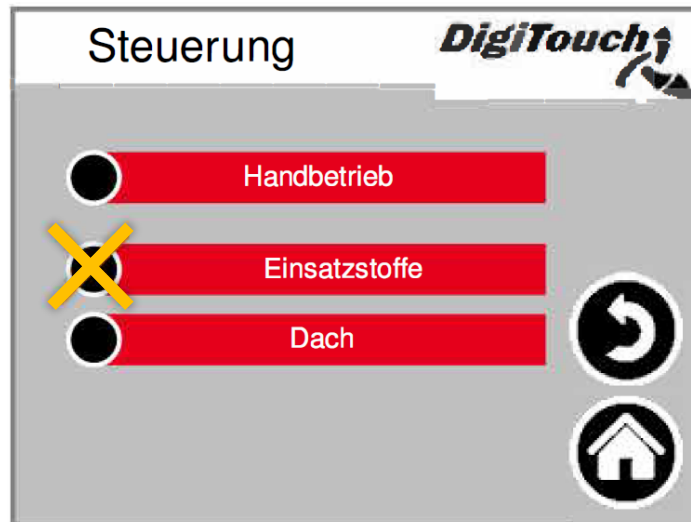 Steuerung
DigiTouch
Handbetrieb
Einsatzstoffe
Dach